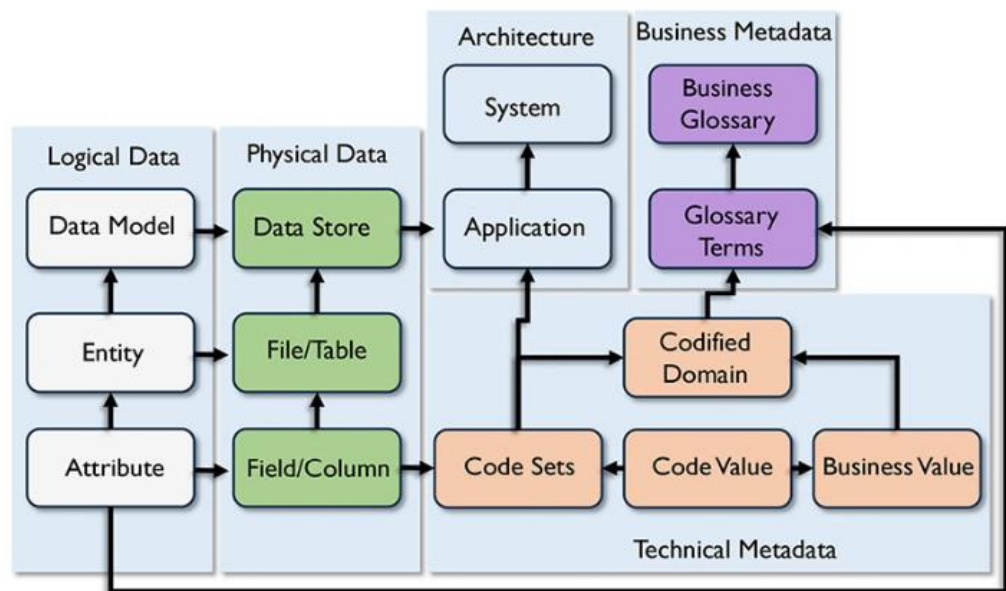 Architecture
Business Metadata
System
Business
Glossary
Logical Data
Physical Data
Data Model
Data Store
Application
Glossary
Terms
Entity
File/Table
Codified
Domain
Attribute
Field/Column
Code Sets
Code Value
Business Value
Technical Metadata